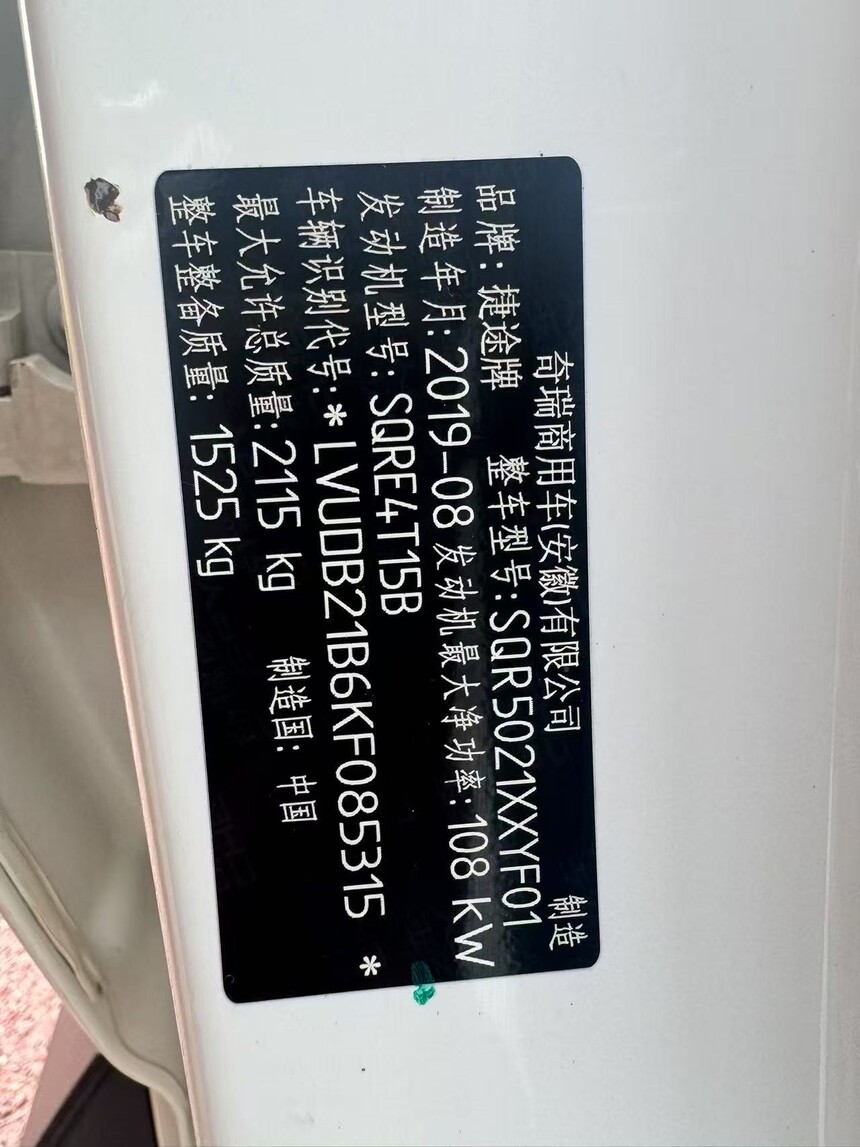 奇瑞商用车(安徽)有限公司 制造
品牌:捷途牌 整车型号:SQR5021XXYF01
制造年月:2019-08 发动机最大净功率:108 kW
发动机型号:SQRE4T15B
车辆识别代号:*LVUDB21B6KF085315 *
最大允许总质量:2115 kg 制造国:中国
整车整备质量:1525 kg